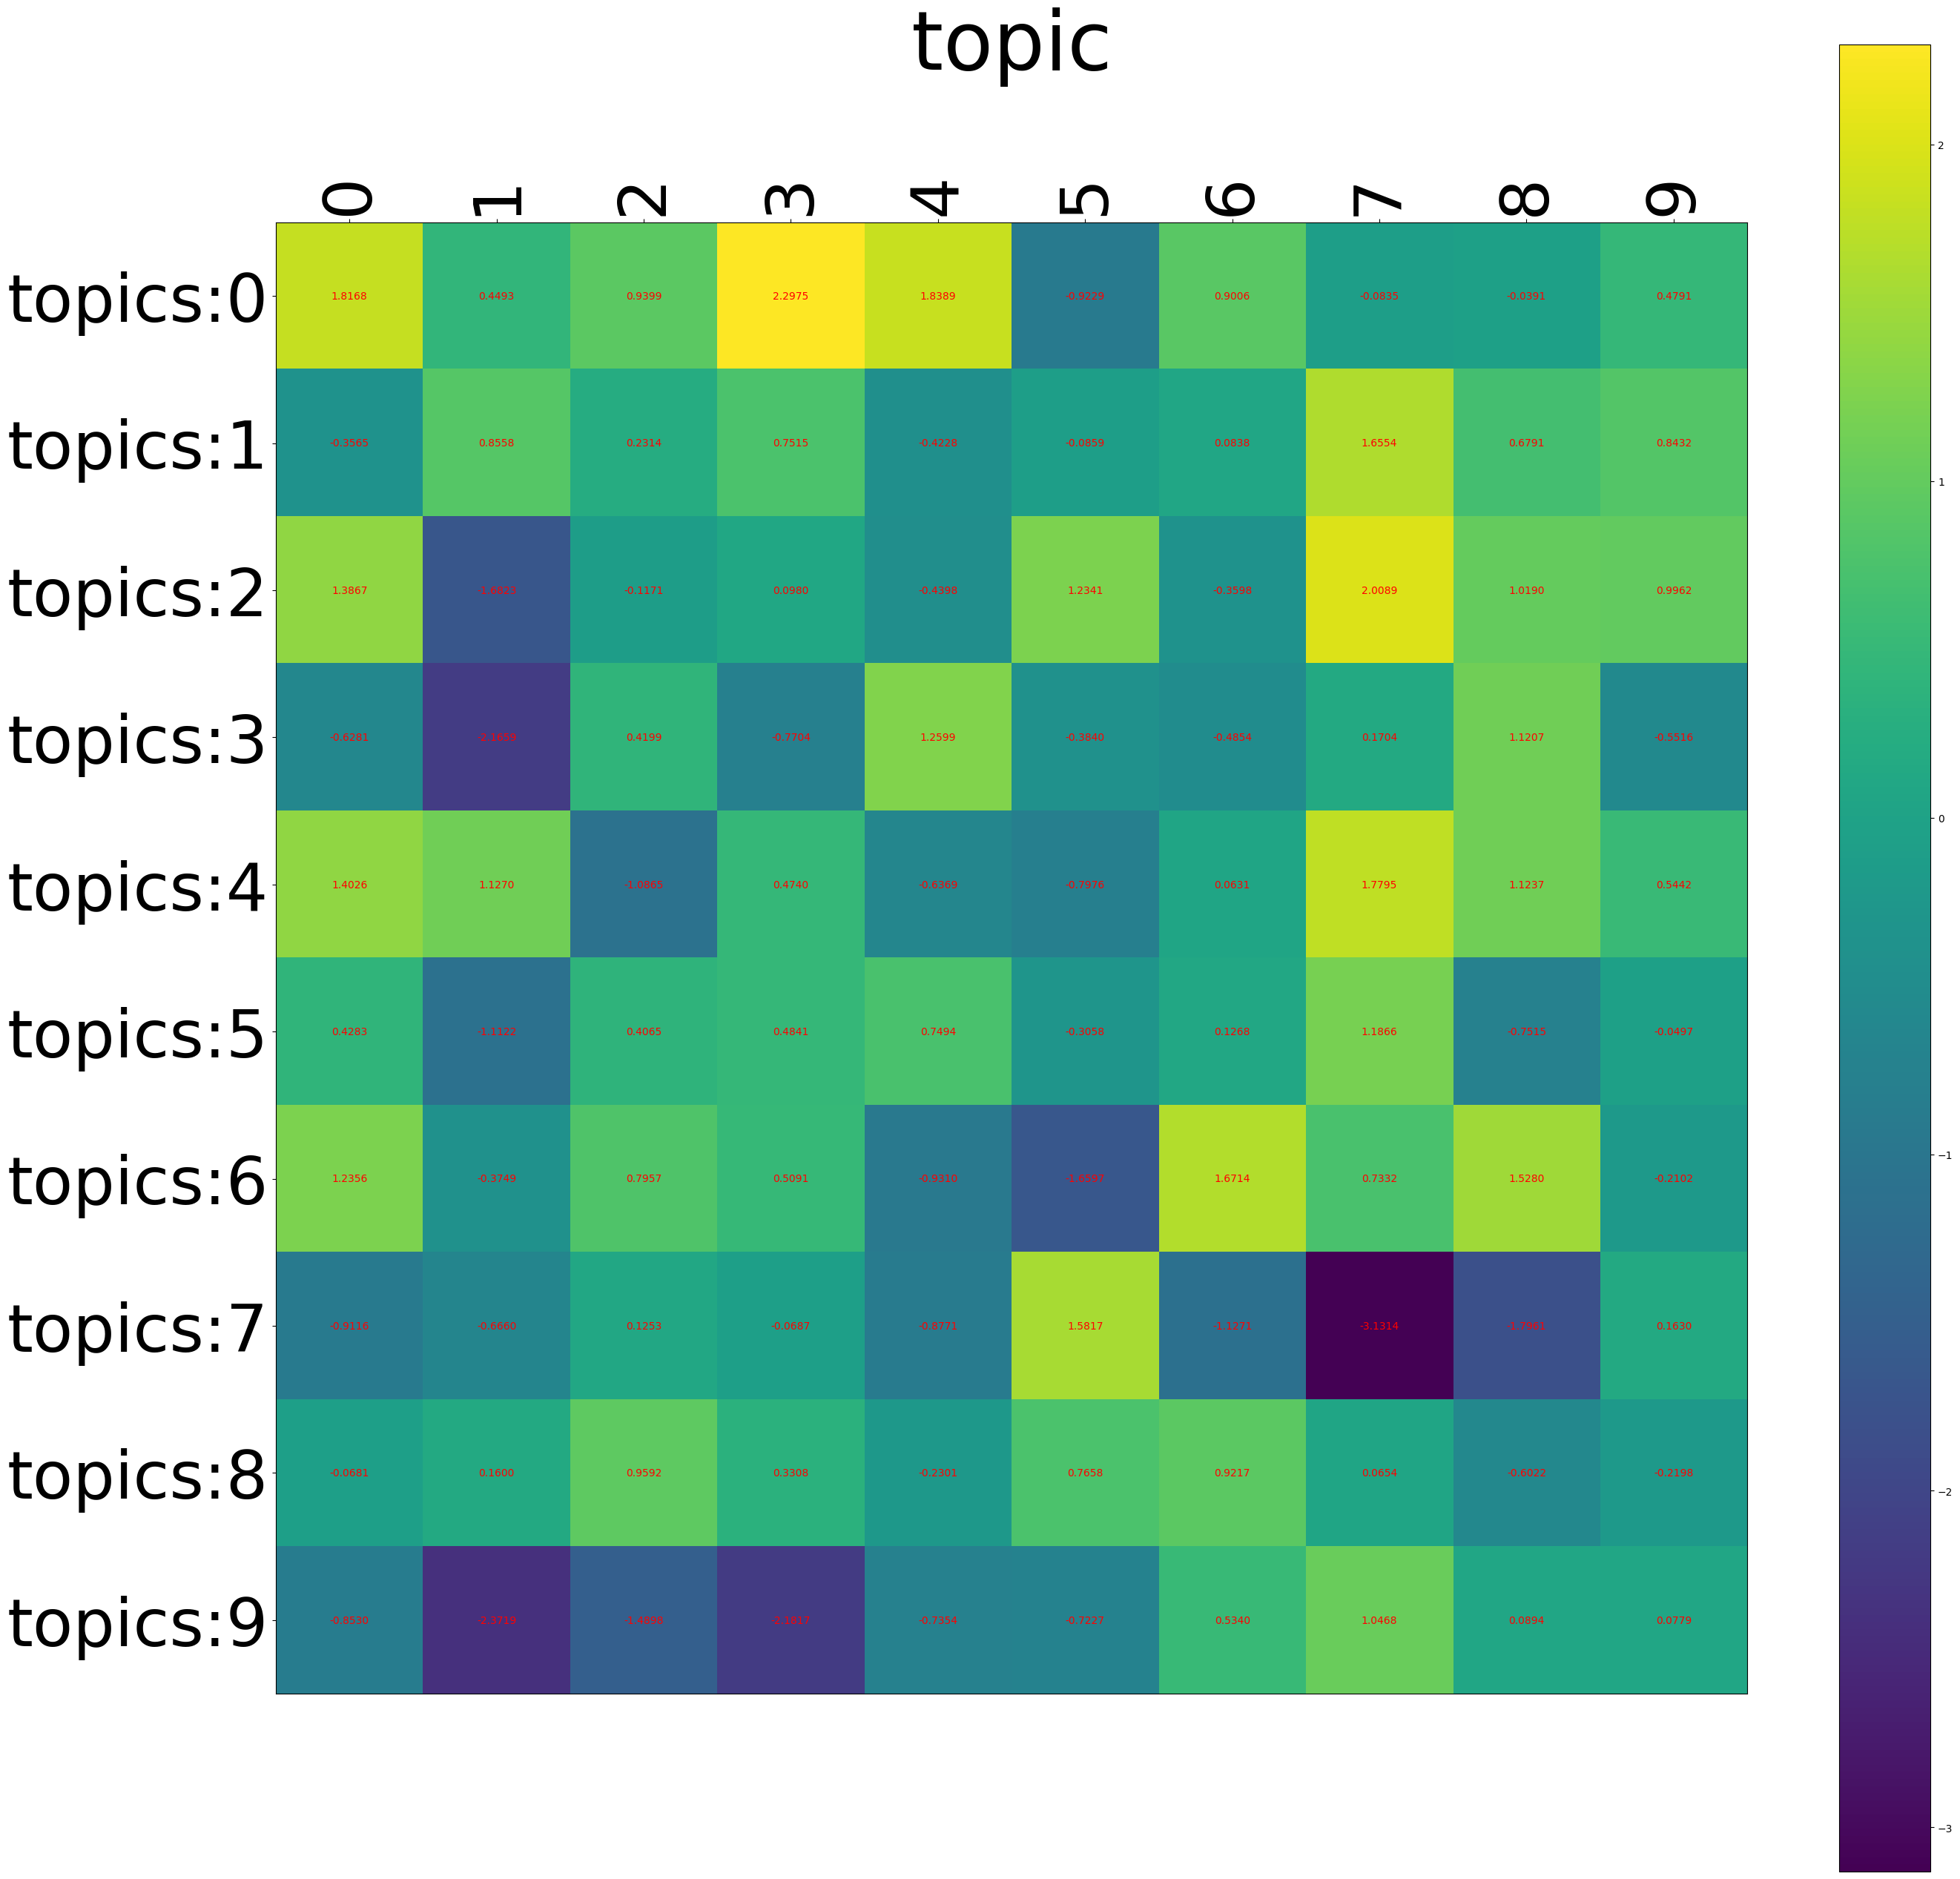 topic
0 1 2 3 4 5 6 7 8 9
topics:0 1.8168 0.4493 0.9399 2.2975 1.8389 -0.9229 0.9006 -0.0835 -0.0391 0.4791
topics:1 -0.3565 0.8558 0.2314 0.7515 -0.4228 -0.0859 0.0838 1.6554 0.6791 0.8432
topics:2 1.3867 -0.1171 0.0980 -0.4398 1.2341 -0.3598 2.0089 1.0190 0.9962
topics:3 -0.6281 0.4199 -0.7704 1.2599 -0.3840 -0.4854 0.1704 1.1207 -0.5516
topics:4 1.4026 1.1270 -1.0865 0.4740 -0.6369 -0.7976 0.0631 1.7795 1.1237 0.5442
topics:5 0.4283 -1.1122 0.4065 0.4841 0.7494 -0.3058 0.1268 1.1866 -0.7515 -0.0497
topics:6 1.2356 -0.3749 0.7957 0.5091 -0.9310 1.6714 0.7332 1.5280 -0.2102
topics:7 -0.9116 -0.6660 0.1253 -0.0687 -0.8771 1.5817 -1.1271 -3.1314 0.1630
topics:8 -0.0681 0.1600 0.9592 0.3308 -0.2301 0.7658 0.9217 0.0654 -0.6022 -0.2198
topics:9 -0.8530 -0.7354 -0.7227 0.5340 1.0468 0.0894 0.0779
2
1
0
−1
−2
−3